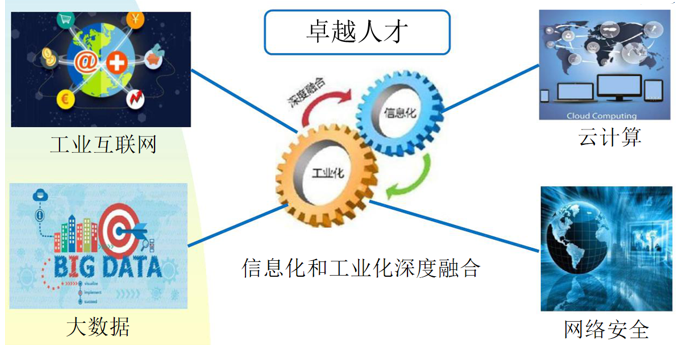 卓越人才
深度融合
信息化
工业化
Cloud Computing
工业互联网
云计算
BIG DATA
信息化和工业化深度融合
大数据
网络安全